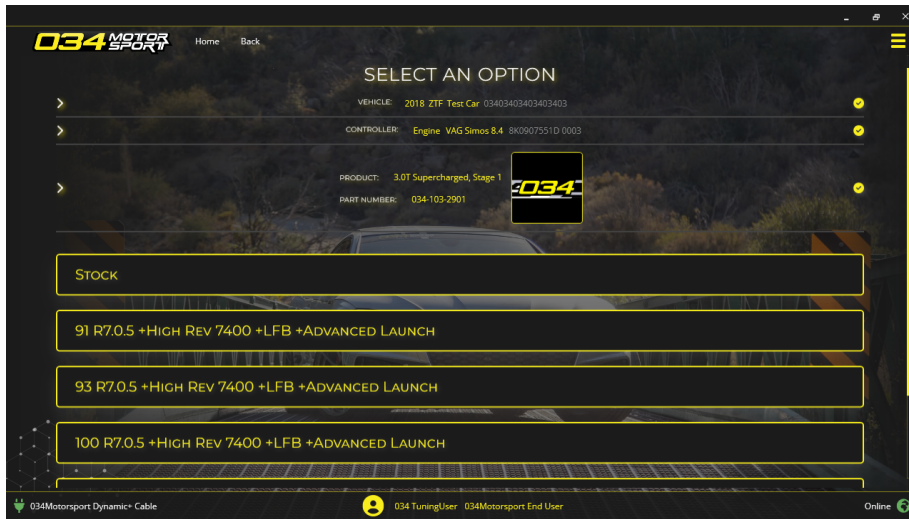 034 MOTOR SPORT
Home Back
SELECT AN OPTION
VEHICLE: 2018 ZTF Test Car 03403403403403403
CONTROLLER: Engine VAG Simos 8.4 8K0907551D 0003
PRODUCT: 3.0T Supercharged, Stage 1
PART NUMBER: 034-103-2901
034
Stock
91 R7.0.5 +High Rev 7400 +LFB +Advanced Launch
93 R7.0.5 +High Rev 7400 +LFB +Advanced Launch
100 R7.0.5 +High Rev 7400 +LFB +Advanced Launch
034Motorsport Dynamic+ Cable
034 TuningUser 034Motorsport End User
Online